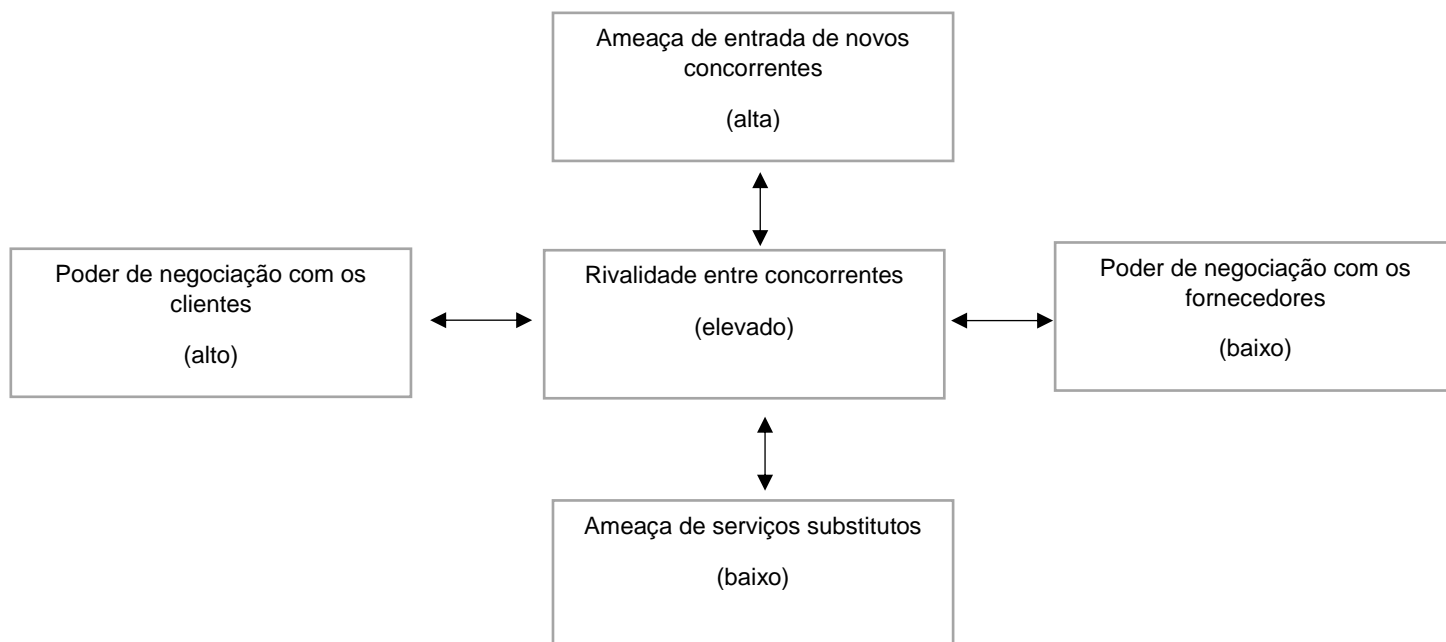 Ameaça de entrada de novos
concorrentes
(alta)
Poder de negociação com os
clientes
(alto)
Rivalidade entre concorrentes
(elevado)
Poder de negociação com os
fornecedores
(baixo)
Ameaça de serviços substitutos
(baixo)